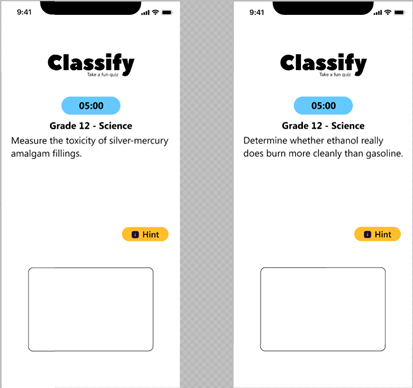 9:41
Classify
Take a fun quiz
05:00
Grade 12 - Science
Measure the toxicity of silver-mercury
amalgam fillings.
Hint
9:41
Classify
Take a fun quiz
05:00
Grade 12 - Science
Determine whether ethanol really
does burn more cleanly than gasoline.
Hint